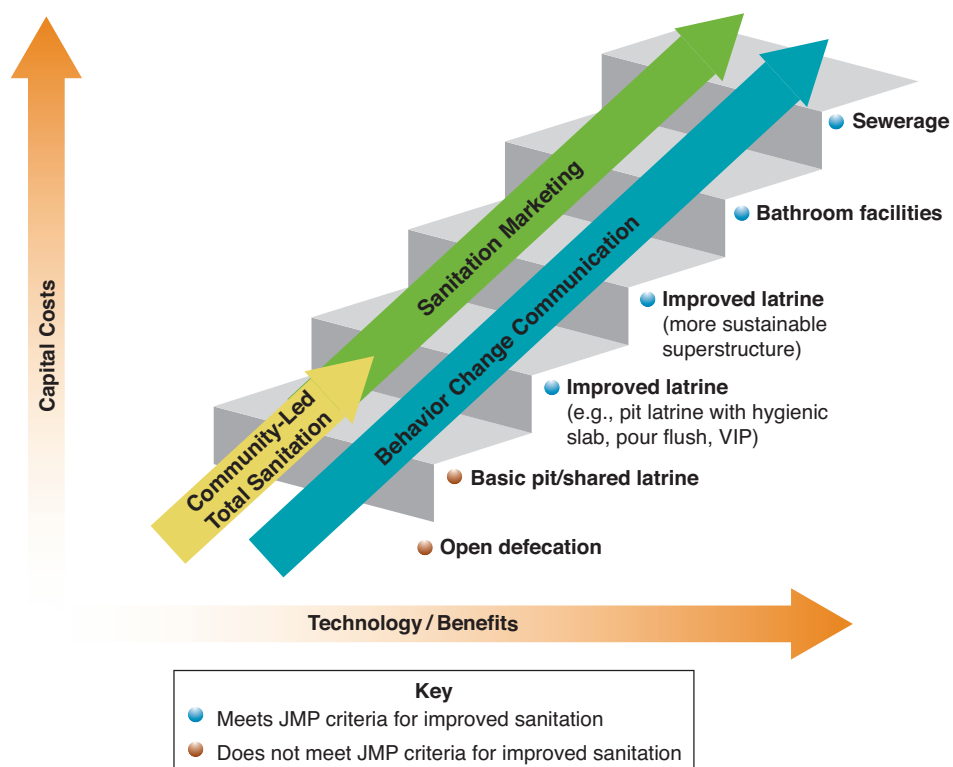 Capital Costs
Community-Led
Total Sanitation
Sanitation Marketing
Behavior Change Communication
Sewerage
Bathroom facilities
Improved latrine
(more sustainable
superstructure)
Improved latrine
(e.g., pit latrine with hygienic
slab, pour flush, VIP)
Basic pit/shared latrine
Open defecation
Technology / Benefits
Key
Meets JMP criteria for improved sanitation
Does not meet JMP criteria for improved sanitation